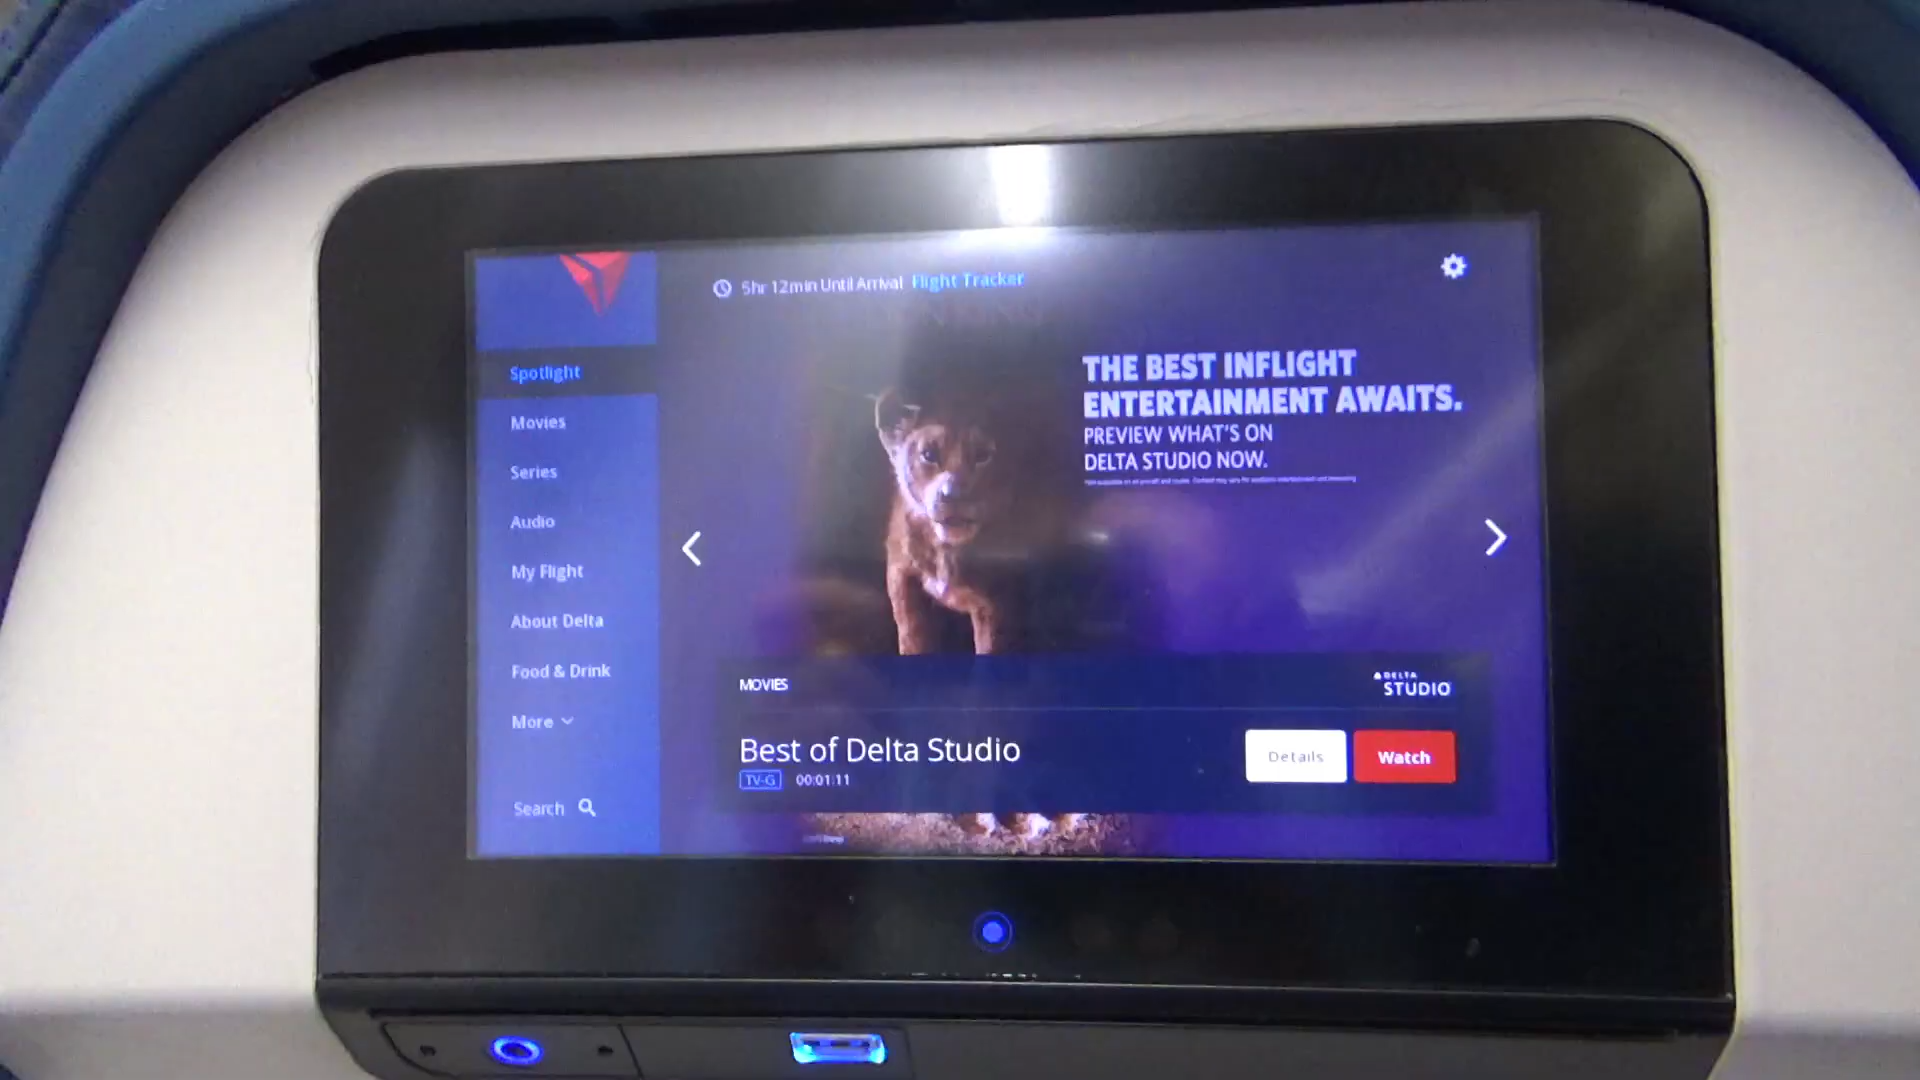 5hr 12min Until Arrival Flight Tracker
Spotlight
Movies
Series
Audio
My Flight
About Delta
Food & Drink
More
Search
THE BEST INFLIGHT
ENTERTAINMENT AWAITS.
PREVIEW WHAT'S ON
DELTA STUDIO NOW.
MOVIES
DELTA
STUDIO
Best of Delta Studio
TV-G 00:01:11
Details
Watch